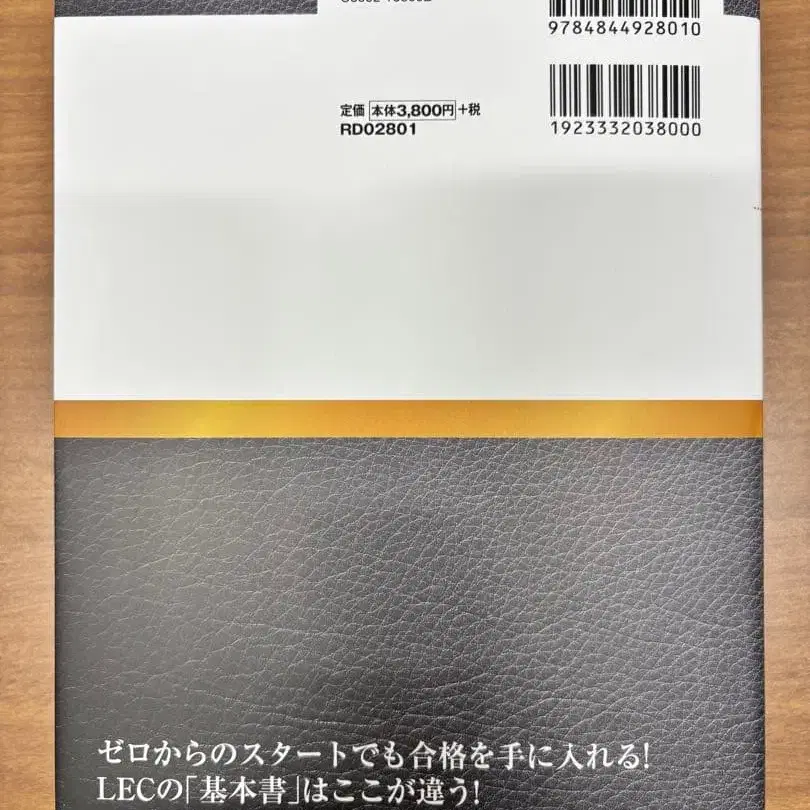 9784844928010
定価 本体3,800円 +税
RD02801
1923332038000
ゼロからのスタートでも合格を手に入れる!
LECの「基本書」はここが違う!